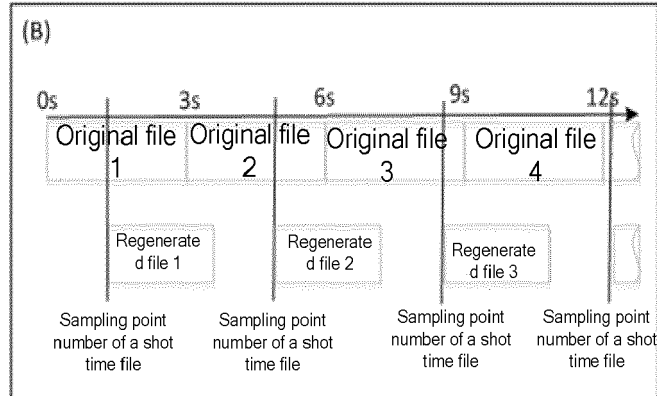 (B)
0s 3s 6s 9s 12s
Original file 1
Original file 2
Original file 3
Original file 4
Regenerate
d file 1
Regenerate
d file 2
Regenerate
d file 3
Sampling point
number of a shot
time file
Sampling point
number of a shot
time file
Sampling point
number of a shot
time file
Sampling point
number of a shot
time file